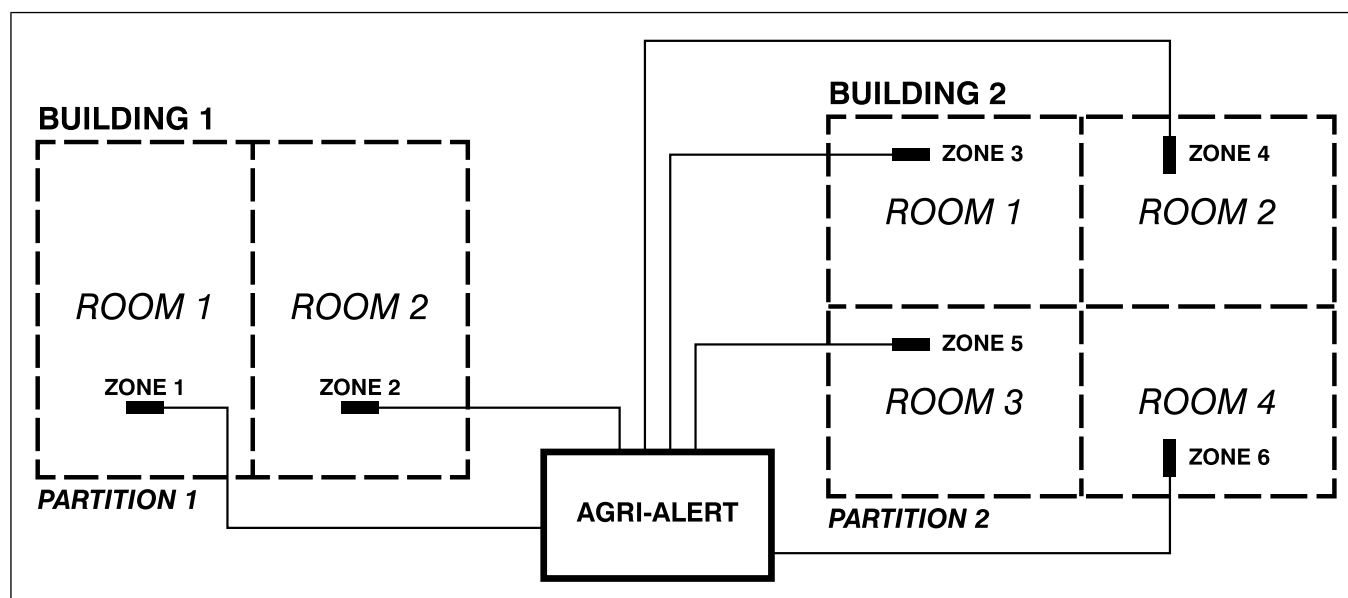 BUILDING 1
ROOM 1
ROOM 2
ZONE 1
ZONE 2
PARTITION 1
AGRI-ALERT
BUILDING 2
ZONE 3
ZONE 4
ROOM 1
ROOM 2
ZONE 5
ROOM 3
ROOM 4
ZONE 6
PARTITION 2